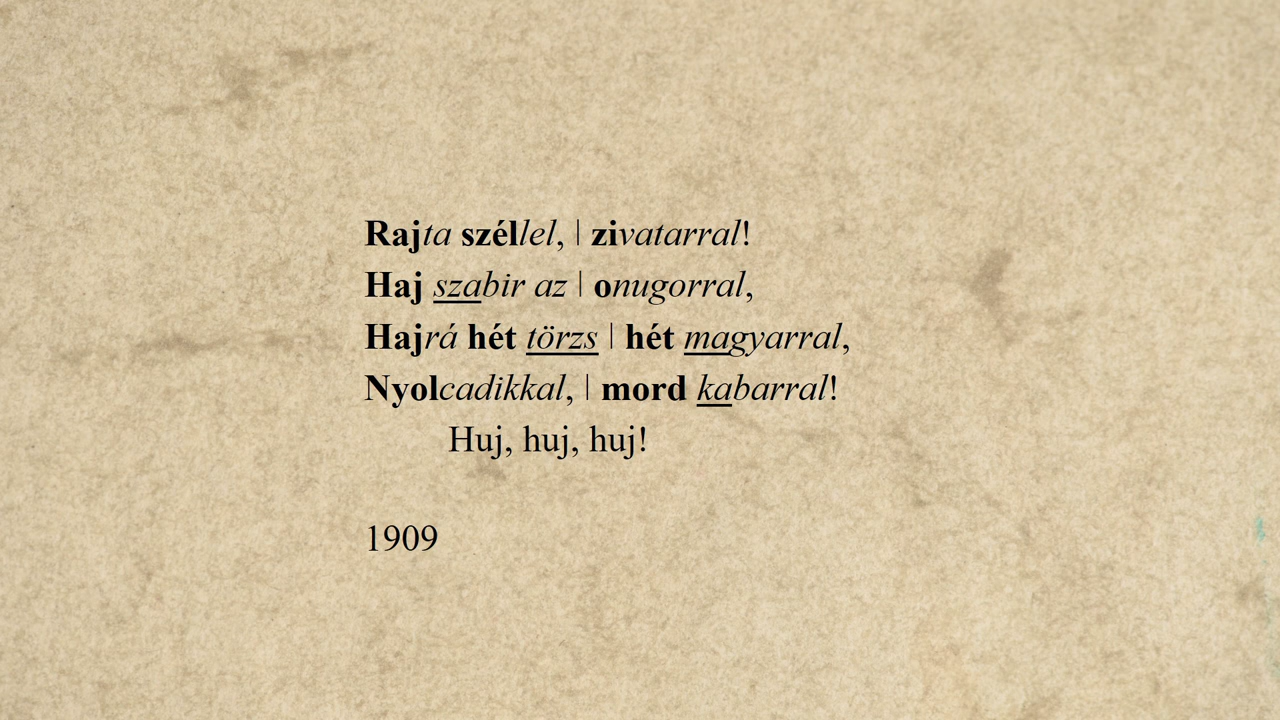 Rajta széllel, | zivatarral!
Haj szabir az | onugorral,
Hajrá hét törzs | hét magyarral,
Nyolcadikkal, | mord kabarral!
Huj, huj, huj!
1909